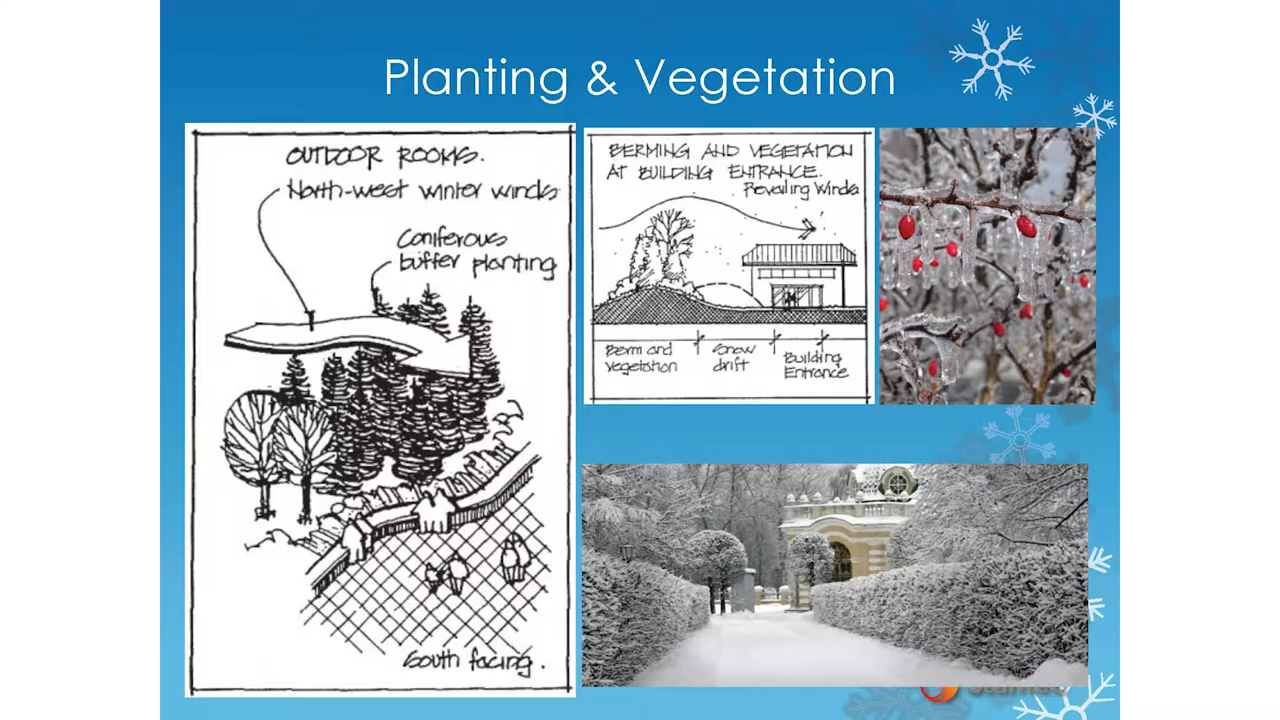 Planting & Vegetation
OUTDOOR ROOMS.
North-west winter winds
Coniferous
buffer planting
South facing.
BERMING AND VEGETATION
AT BUILDING ENTRANCE.
Prevailing Winds
Berm and
vegetation
Snow
drift
Building
Entrance